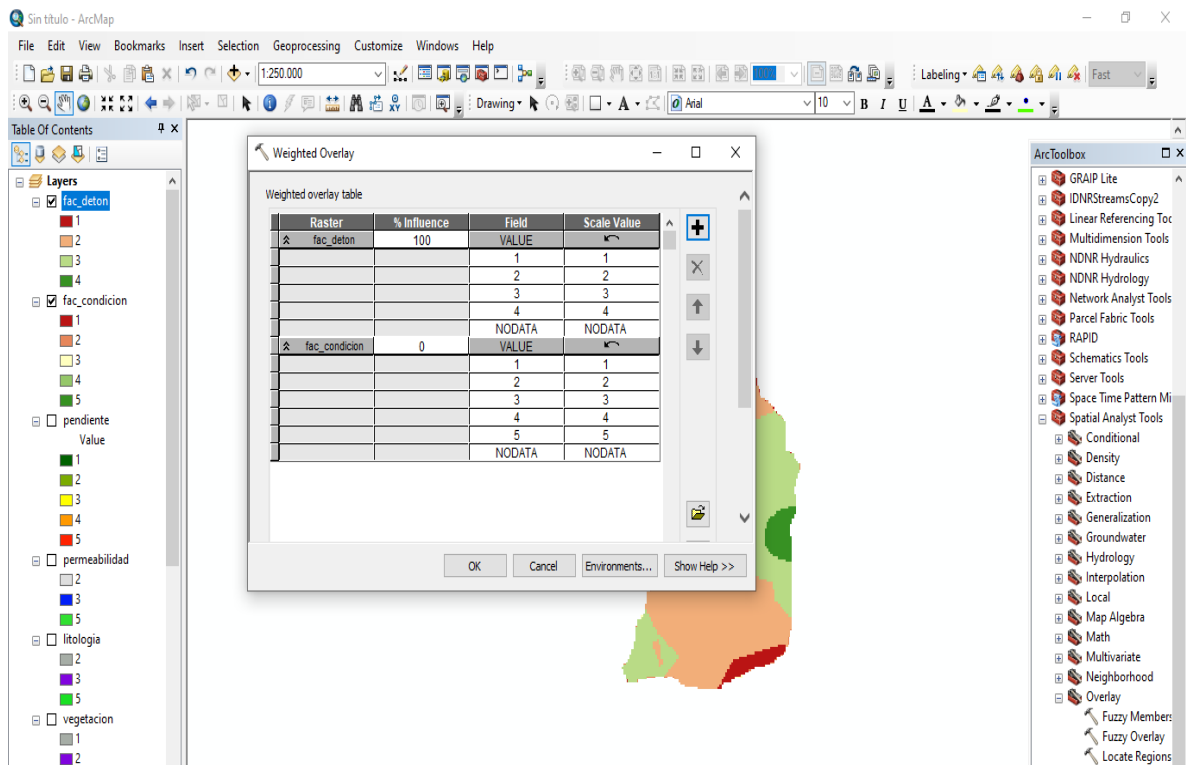 Sin título - ArcMap
File Edit View Bookmarks Insert Selection Geoprocessing Customize Windows Help
1:250.000
100%
Labeling
Fast
Drawing
A
Arial
10
B I U A
Table Of Contents
Layers
fac_deton
1
2
3
4
fac_condicion
1
2
3
4
5
pendiente
Value
1
2
3
4
5
permeabilidad
2
3
5
litologia
2
3
5
vegetacion
1
2
Weighted Overlay
Weighted overlay table
Raster % Influence Field Scale Value
fac_deton 100 VALUE
1 1
2 2
3 3
4 4
NODATA NODATA
fac_condicion 0 VALUE
1 1
2 2
3 3
4 4
5 5
NODATA NODATA
OK Cancel Environments... Show Help >>
ArcToolbox
GRAIP Lite
IDNRStreamsCopy2
Linear Referencing Toc
Multidimension Tools
NDNR Hydraulics
NDNR Hydrology
Network Analyst Tools
Parcel Fabric Tools
RAPID
Schematics Tools
Server Tools
Space Time Pattern Mi
Spatial Analyst Tools
Conditional
Density
Distance
Extraction
Generalization
Groundwater
Hydrology
Interpolation
Local
Map Algebra
Math
Multivariate
Neighborhood
Overlay
Fuzzy Members
Fuzzy Overlay
Locate Regions